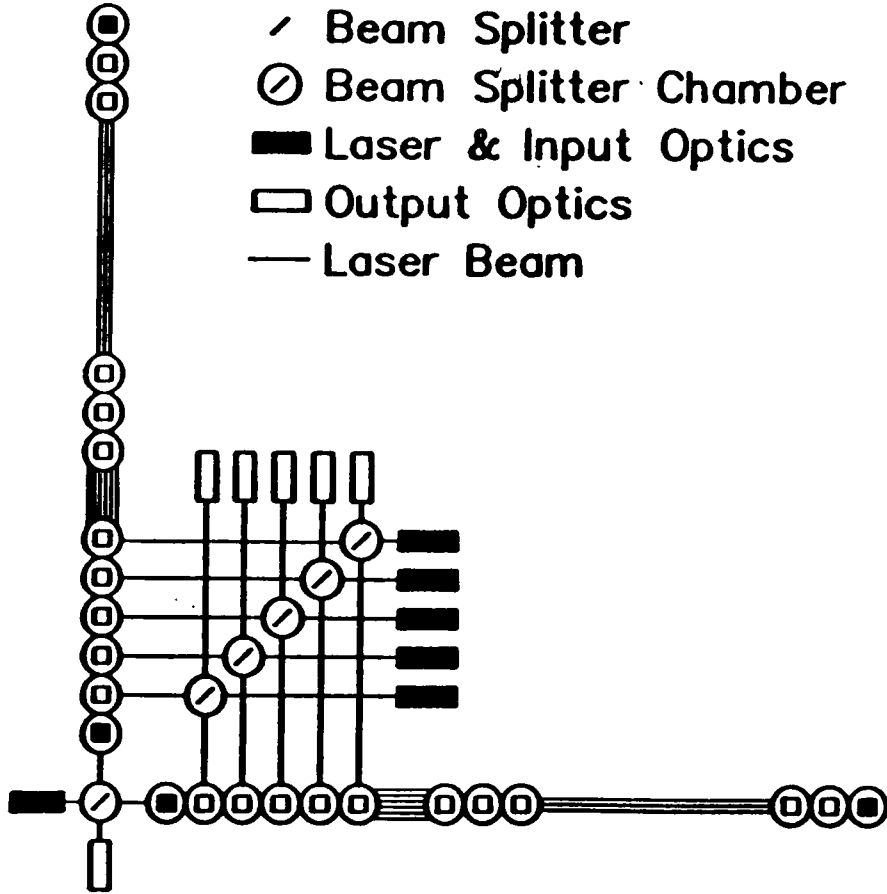 Beam Splitter
Beam Splitter Chamber
Laser & Input Optics
Output Optics
Laser Beam